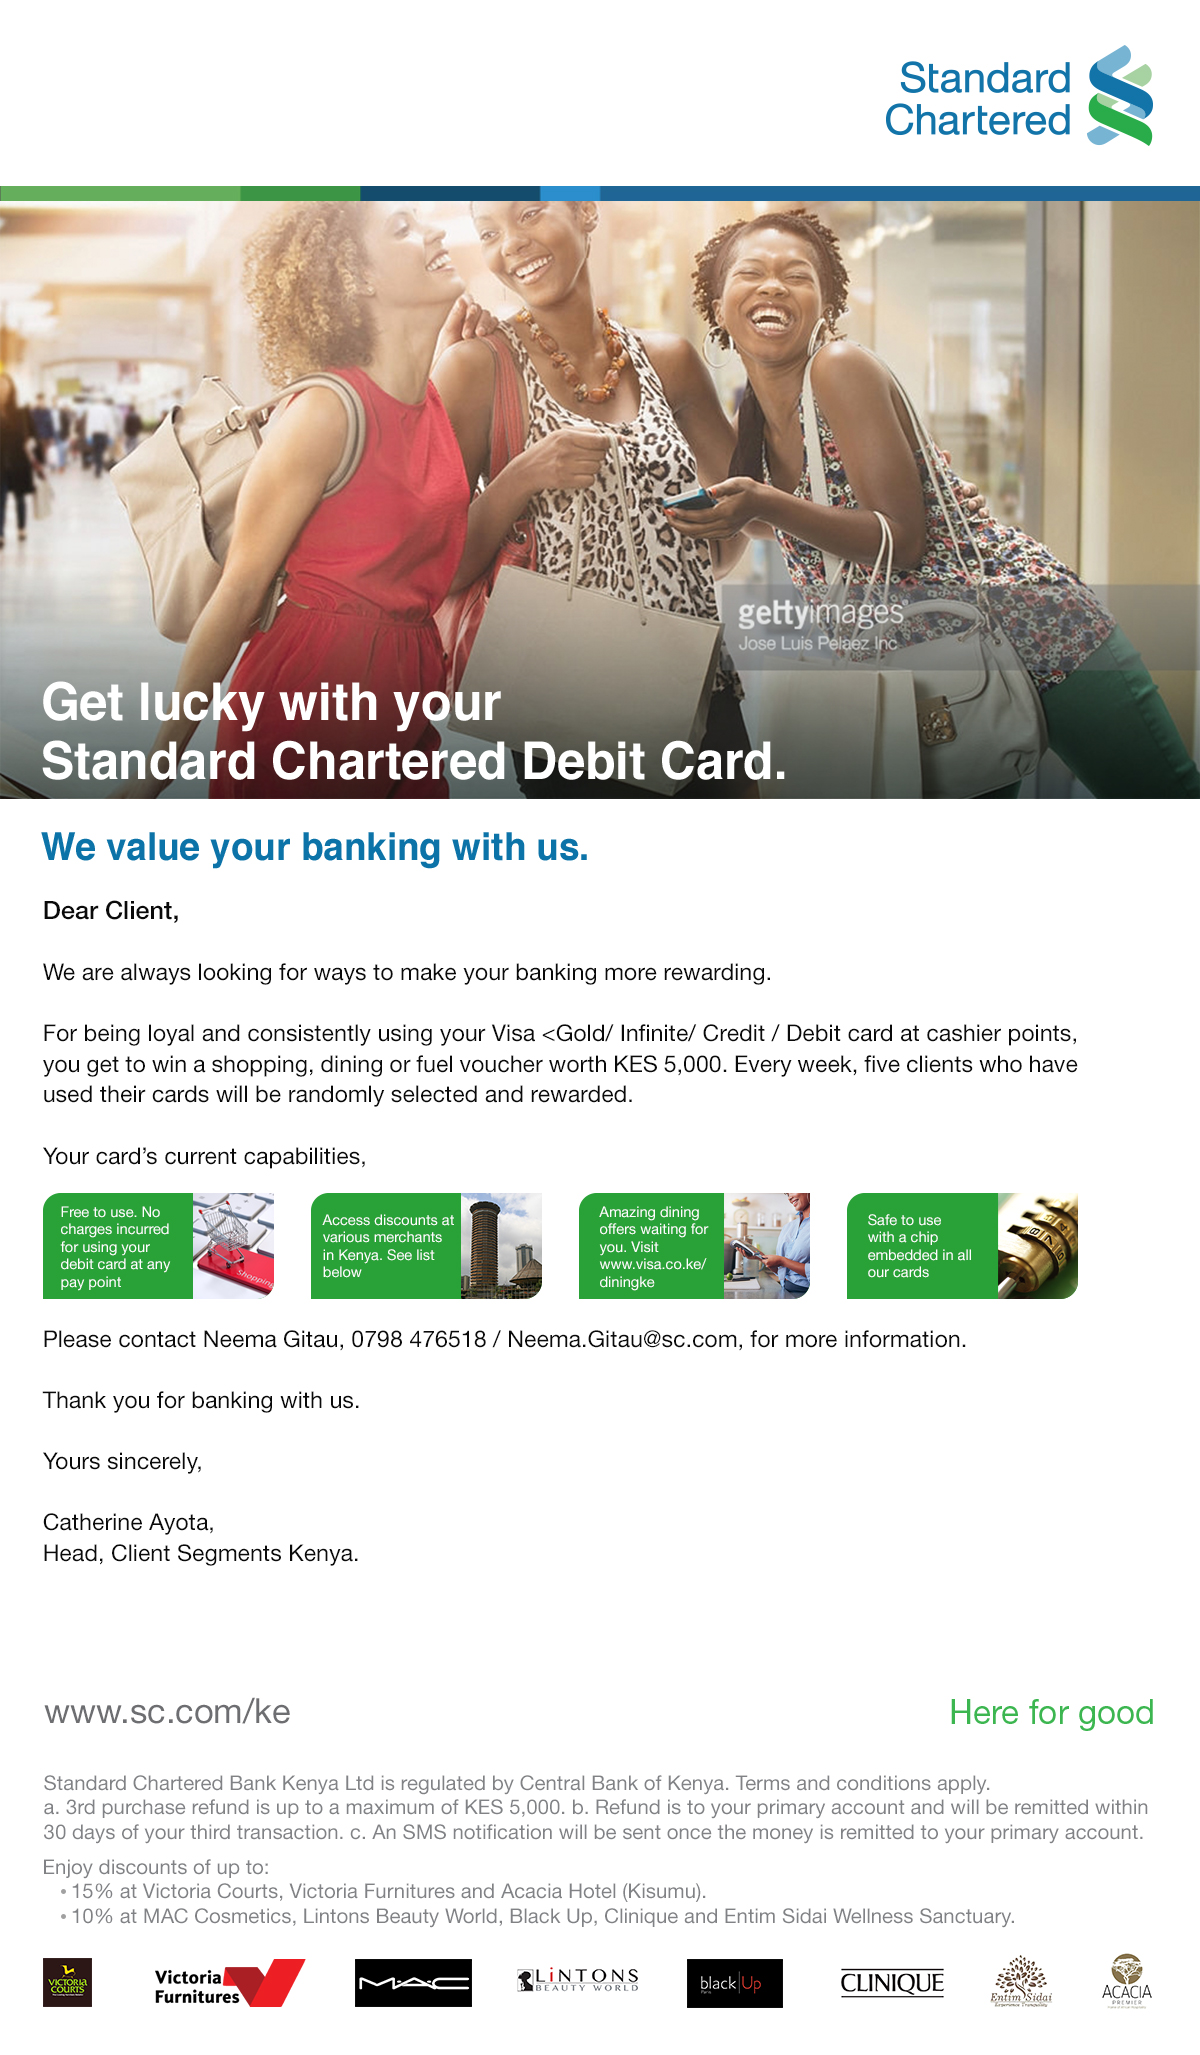 Standard
Chartered
gettyimages
Jose Luis Pelaez Inc
Get lucky with your
Standard Chartered Debit Card.
We value your banking with us.
Dear Client,
We are always looking for ways to make your banking more rewarding.
For being loyal and consistently using your Visa <Gold/ Infinite/ Credit / Debit card at cashier points,
you get to win a shopping, dining or fuel voucher worth KES 5,000. Every week, five clients who have
used their cards will be randomly selected and rewarded.
Your card’s current capabilities,
Free to use. No
charges incurred
for using your
debit card at any
pay point
Shopping
Access discounts at
various merchants
in Kenya. See list
below
Amazing dining
offers waiting for
you. Visit
www.visa.co.ke/
diningke
Safe to use
with a chip
embedded in all
our cards
Please contact Neema Gitau, 0798 476518 / Neema.Gitau@sc.com, for more information.
Thank you for banking with us.
Yours sincerely,
Catherine Ayota,
Head, Client Segments Kenya.
www.sc.com/ke
Here for good
Standard Chartered Bank Kenya Ltd is regulated by Central Bank of Kenya. Terms and conditions apply.
a. 3rd purchase refund is up to a maximum of KES 5,000. b. Refund is to your primary account and will be remitted within
30 days of your third transaction. c. An SMS notification will be sent once the money is remitted to your primary account.
Enjoy discounts of up to:
• 15% at Victoria Courts, Victoria Furnitures and Acacia Hotel (Kisumu).
• 10% at MAC Cosmetics, Lintons Beauty World, Black Up, Clinique and Entim Sidai Wellness Sanctuary.
VICTORIA
COURTS
Victoria
Furnitures
MAC
LiNTONS
BEAUTY WORLD
black|Up
Paris
CLINIQUE
Entim Sidai
Experience Tranquility
ACACIA
PREMIER